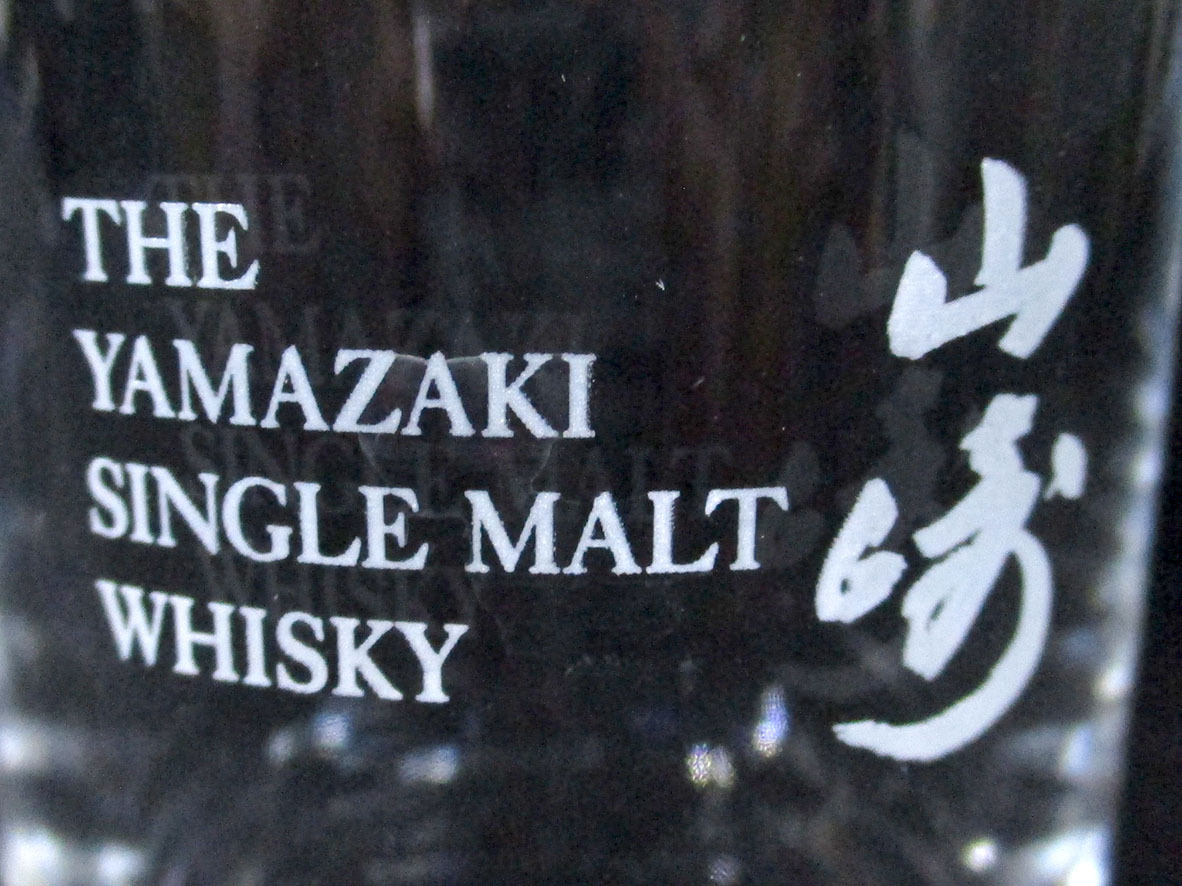 THE
YAMAZAKI
SINGLE MALT
WHISKY
山崎